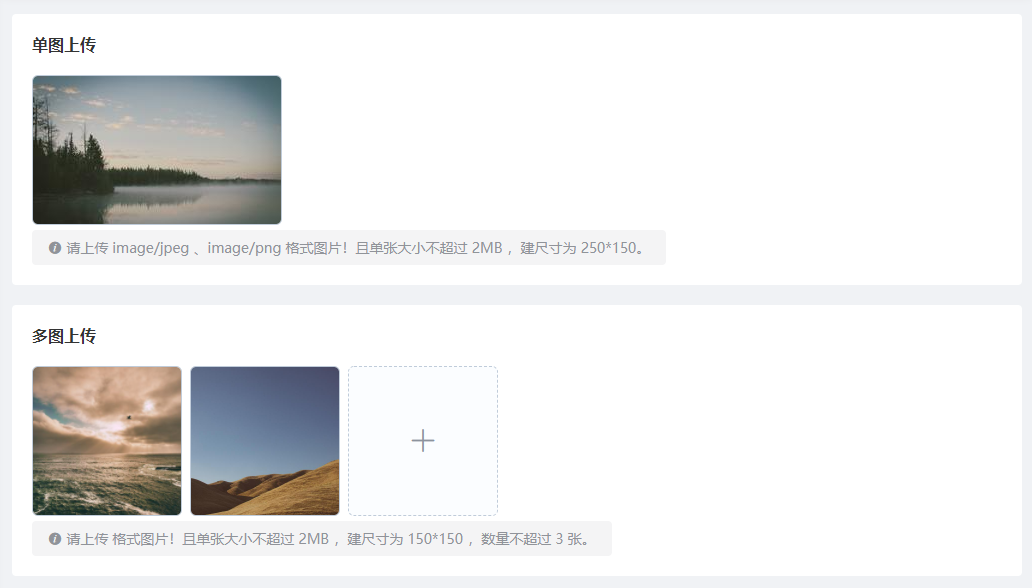 单图上传
请上传 image/jpeg 、image/png 格式图片！且单张大小不超过 2MB ，建尺寸为 250*150。
多图上传
请上传 格式图片！且单张大小不超过 2MB ，建尺寸为 150*150 ，数量不超过 3 张。